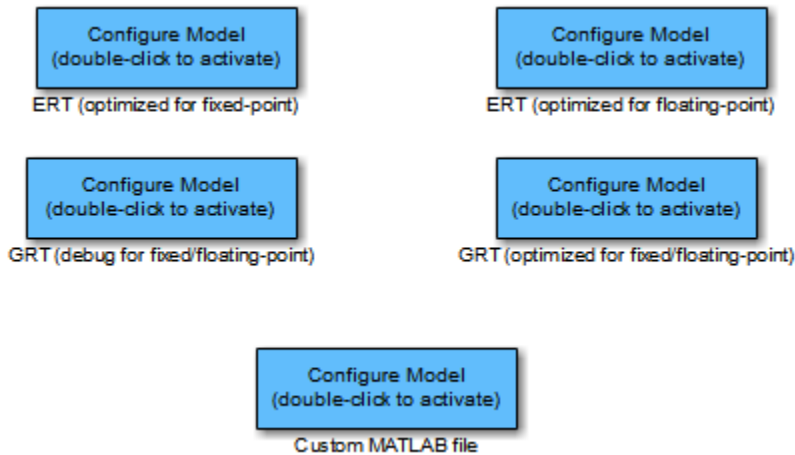 Configure Model
(double-click to activate)
ERT (optimized for fixed-point)
Configure Model
(double-click to activate)
ERT (optimized for floating-point)
Configure Model
(double-click to activate)
GRT (debug for fixed/floating-point)
Configure Model
(double-click to activate)
GRT (optimized for fixed/floating-point)
Configure Model
(double-click to activate)
Custom MATLAB file